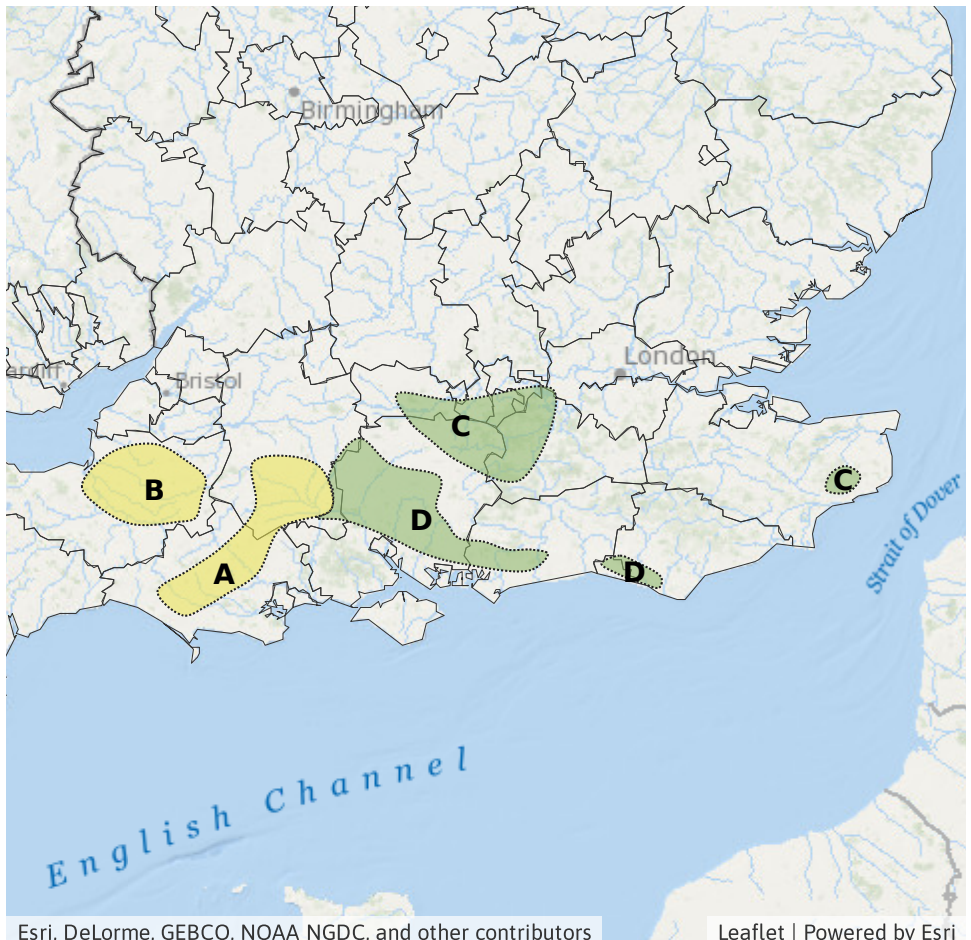 Birmingham
London
ardiff
Bristol
C
B
C
D
A
D
Strait of Dover
English Channel
Esri, DeLorme, GEBCO, NOAA NGDC, and other contributors
Leaflet | Powered by Esri